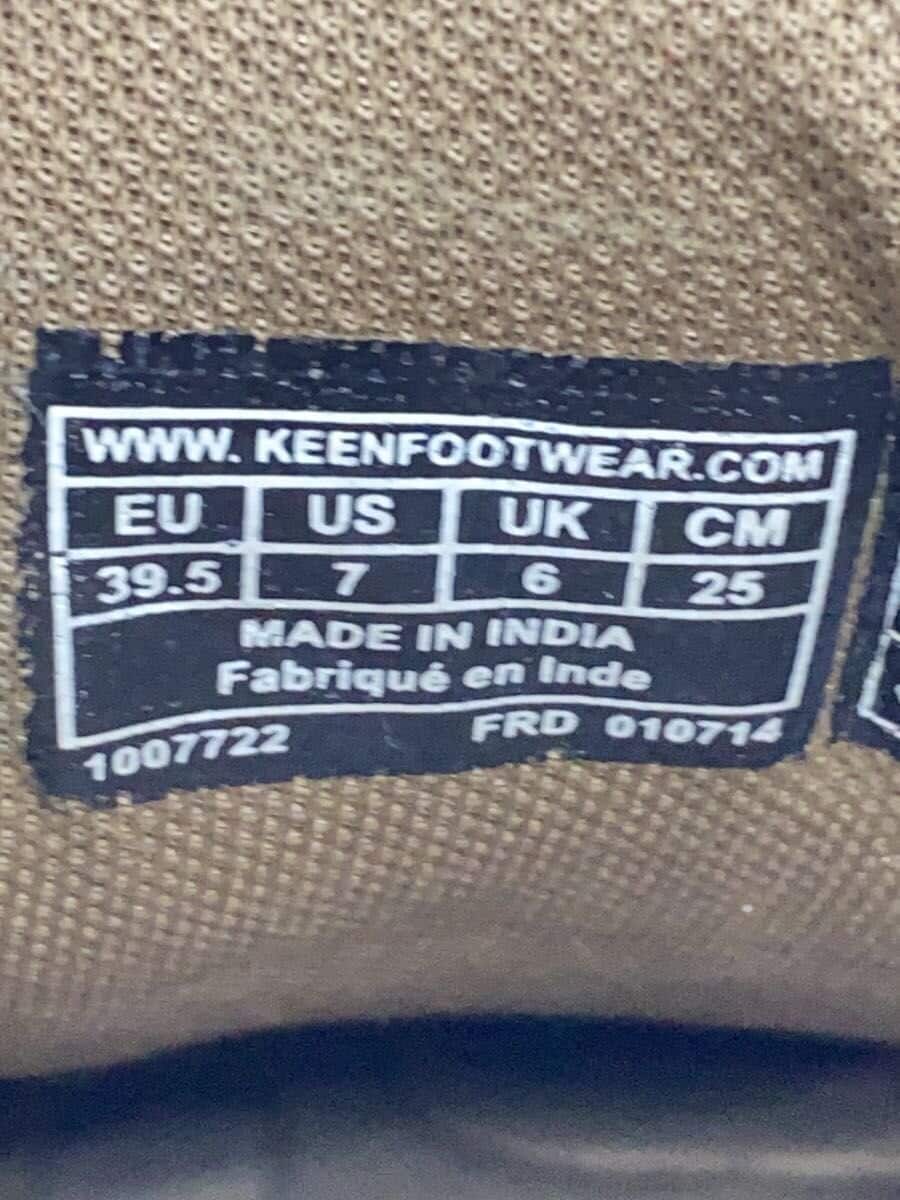 WWW. KEENFOOTWEAR.COM
EU US UK CM
39.5 7 6 25
MADE IN INDIA
Fabriqué en Inde
1007722 FRD 010714